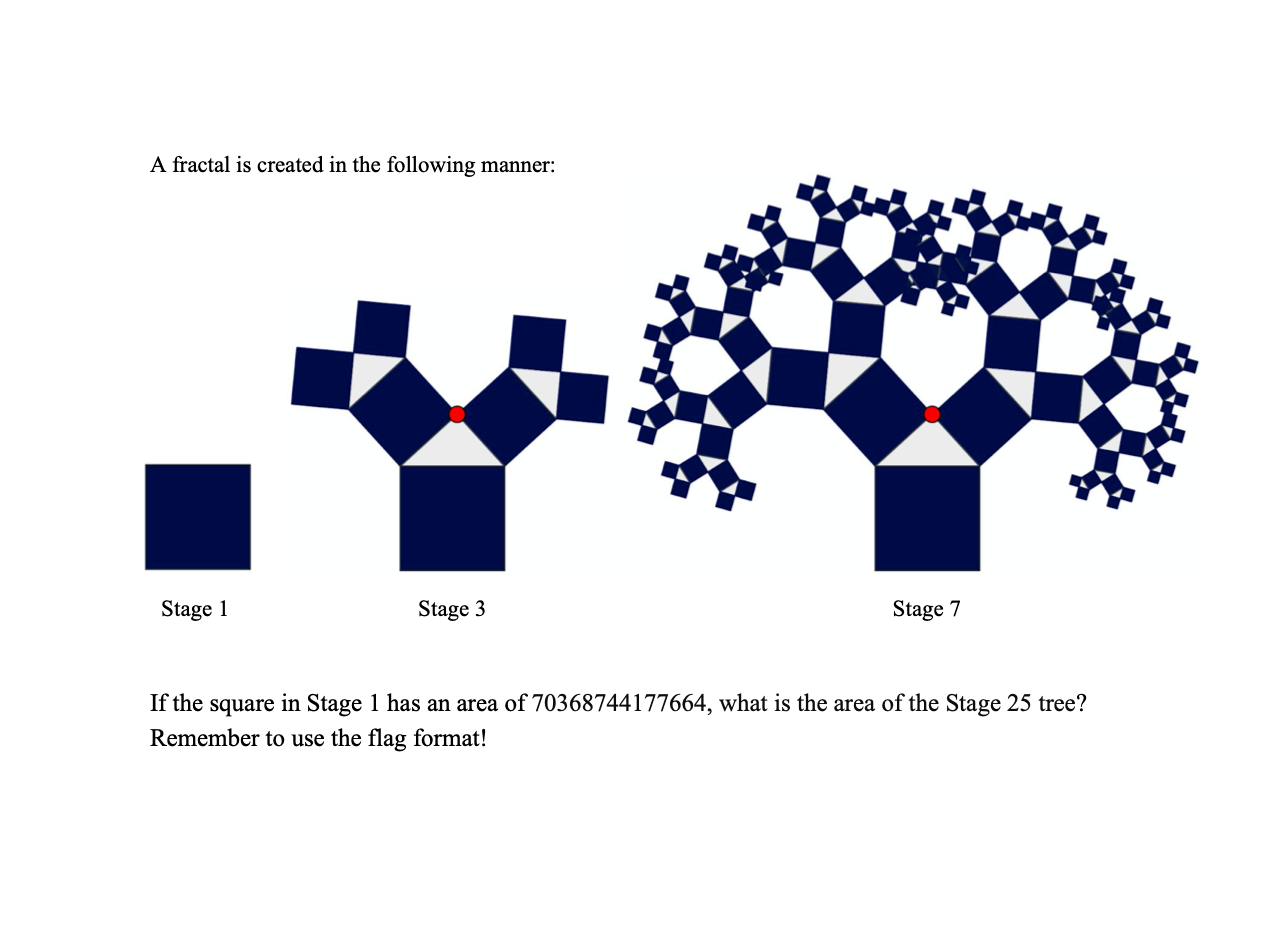 A fractal is created in the following manner:
Stage 1
Stage 3
Stage 7
If the square in Stage 1 has an area of 70368744177664, what is the area of the Stage 25 tree?
Remember to use the flag format!